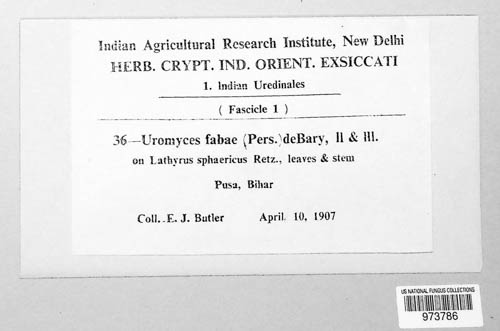 Indian Agricultural Research Institute, New Delhi
HERB. CRYPT. IND. ORIENT. EXSICCATI
1. Indian Uredinales
( Fascicle 1 )
36—Uromyces fabae (Pers.)deBary, II & III.
on Lathyrus sphaericus Retz., leaves & stem
Pusa, Bihar
Coll..E. J. Butler April. 10, 1907
US NATIONAL FUNGUS COLLECTIONS
973786